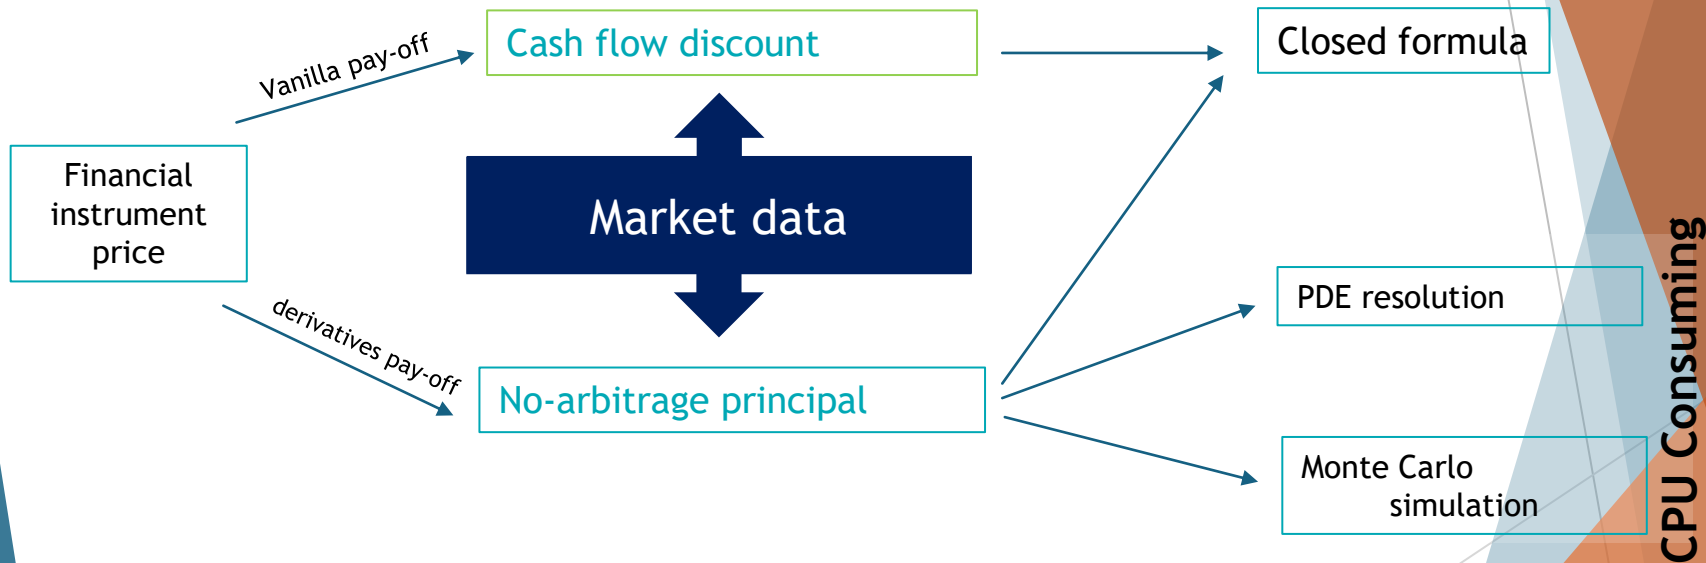 Vanilla pay-off
Cash flow discount
Closed formula
Financial
instrument
price
Market data
derivatives pay-off
No-arbitrage principal
PDE resolution
Monte Carlo
simulation
CPU Consuming